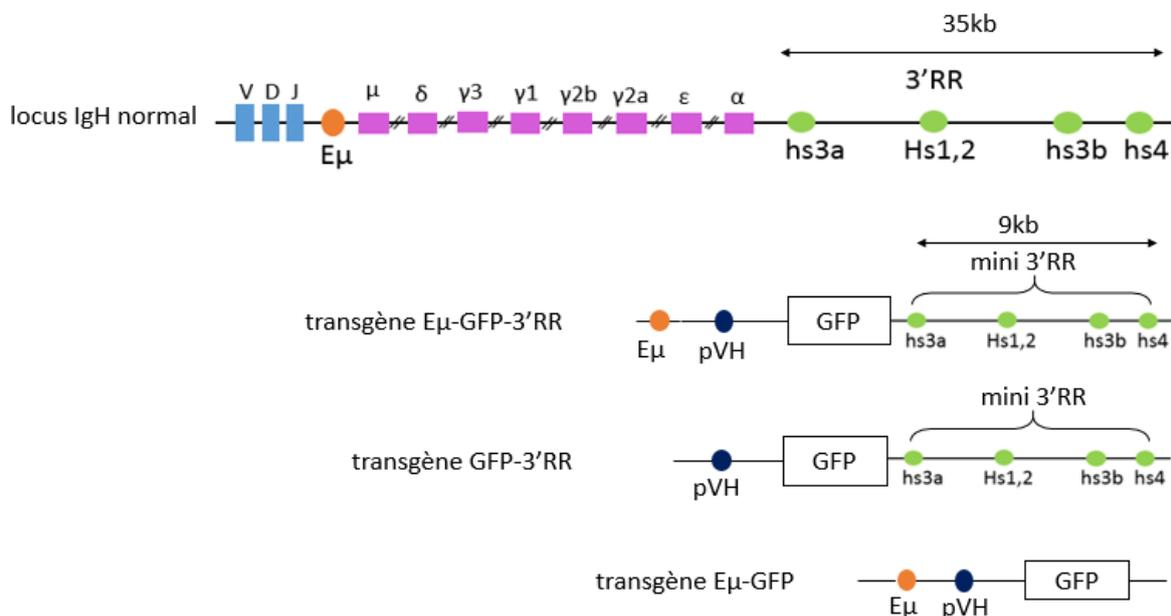 35kb
3'RR
V D J
μ δ γ3 γ1 γ2b γ2a ε α
locus IgH normal
Eμ
hs3a Hs1,2 hs3b hs4
9kb
mini 3'RR
transgène Eμ-GFP-3'RR
GFP
Eμ pVH
hs3a Hs1,2 hs3b hs4
mini 3'RR
transgène GFP-3'RR
GFP
pVH
hs3a Hs1,2 hs3b hs4
transgène Eμ-GFP
GFP
Eμ pVH